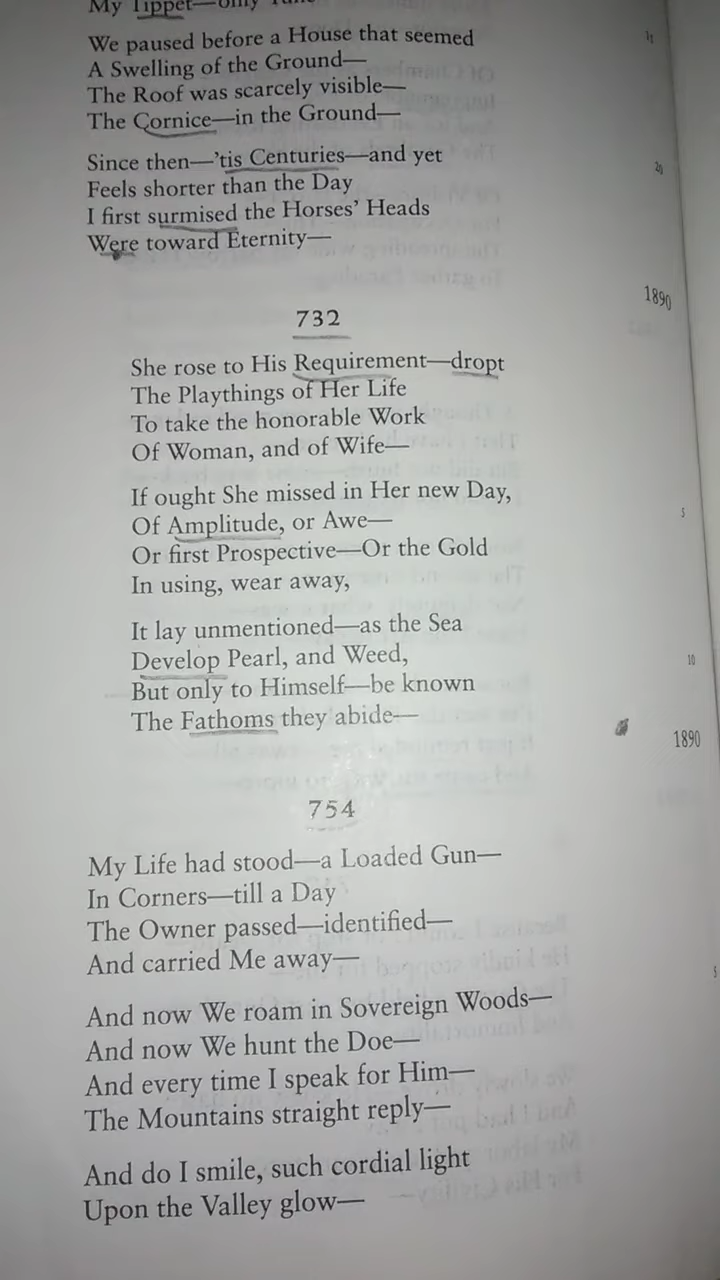 My Tippet—only Tulle—
We paused before a House that seemed
A Swelling of the Ground—
The Roof was scarcely visible—
The Cornice—in the Ground—
Since then—'tis Centuries—and yet
Feels shorter than the Day
20
I first surmised the Horses' Heads
Were toward Eternity—
1890
732
She rose to His Requirement—dropt
The Playthings of Her Life
To take the honorable Work
Of Woman, and of Wife—
If ought She missed in Her new Day,
5
Of Amplitude, or Awe—
Or first Prospective—Or the Gold
In using, wear away,
It lay unmentioned—as the Sea
Develop Pearl, and Weed,
10
But only to Himself—be known
The Fathoms they abide—
1890
754
My Life had stood—a Loaded Gun—
In Corners—till a Day
The Owner passed—identified—
And carried Me away—
And now We roam in Sovereign Woods—
5
And now We hunt the Doe—
And every time I speak for Him—
The Mountains straight reply—
And do I smile, such cordial light
Upon the Valley glow—